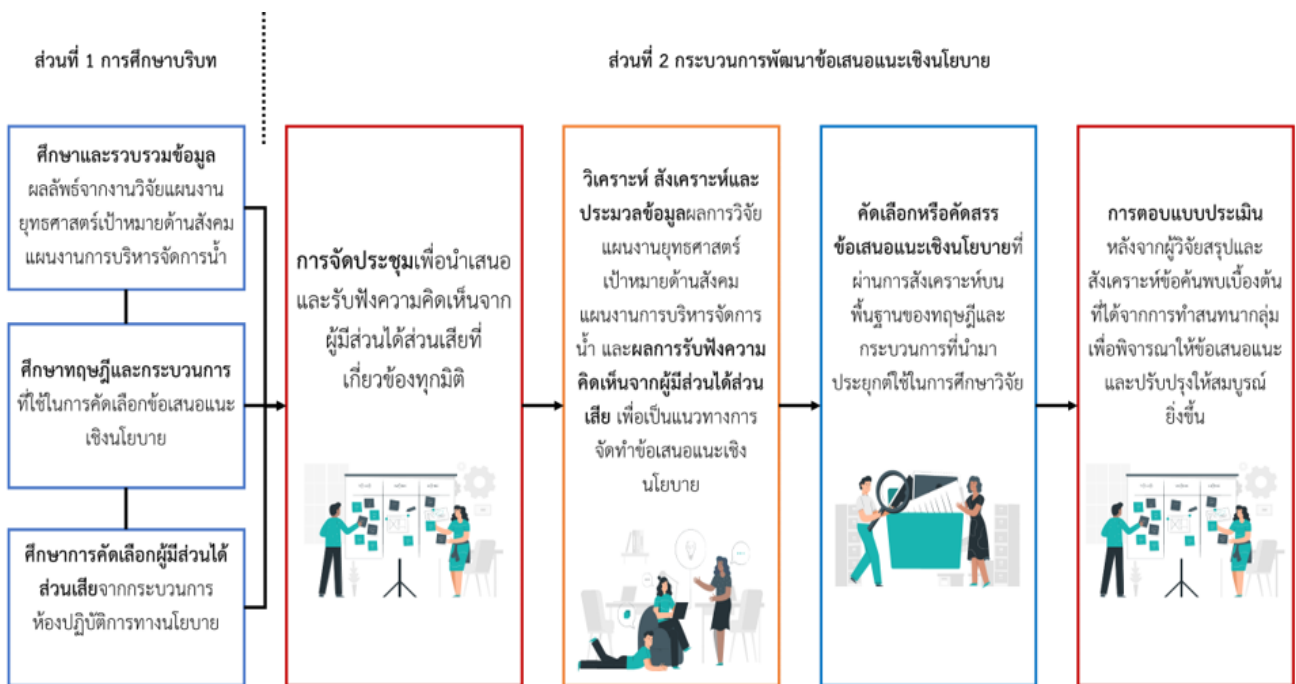 ส่วนที่ 1 การศึกษาบริบท
ส่วนที่ 2 กระบวนการพัฒนาข้อเสนอแนะเชิงนโยบาย
ศึกษาและรวบรวมข้อมูล
ผลลัพธ์จากงานวิจัยแผนงาน
ยุทธศาสตร์เป้าหมายด้านสังคม
แผนงานการบริหารจัดการน้ำ
ศึกษาทฤษฎีและกระบวนการ
ที่ใช้ในการคัดเลือกข้อเสนอแนะ
เชิงนโยบาย
ศึกษาการคัดเลือกผู้มีส่วนได้
ส่วนเสียจากกระบวนการ
ห้องปฏิบัติการทางนโยบาย
การจัดประชุมเพื่อนำเสนอ
และรับฟังความคิดเห็นจาก
ผู้มีส่วนได้ส่วนเสียที่
เกี่ยวข้องทุกมิติ
วิเคราะห์ สังเคราะห์และ
ประมวลข้อมูลผลการวิจัย
แผนงานยุทธศาสตร์
เป้าหมายด้านสังคม
แผนงานการบริหารจัดการ
น้ำ และผลการรับฟังความ
คิดเห็นจากผู้มีส่วนได้ส่วน
เสีย เพื่อเป็นแนวทางการ
จัดทำข้อเสนอแนะเชิง
นโยบาย
คัดเลือกหรือคัดสรร
ข้อเสนอแนะเชิงนโยบายที่
ผ่านการสังเคราะห์บน
พื้นฐานของทฤษฎีและ
กระบวนการที่นำมา
ประยุกต์ใช้ในการศึกษาวิจัย
การตอบแบบประเมิน
หลังจากผู้วิจัยสรุปและ
สังเคราะห์ข้อค้นพบเบื้องต้น
ที่ได้จากการทำสนทนากลุ่ม
เพื่อพิจารณาให้ข้อเสนอแนะ
และปรับปรุงให้สมบูรณ์
ยิ่งขึ้น